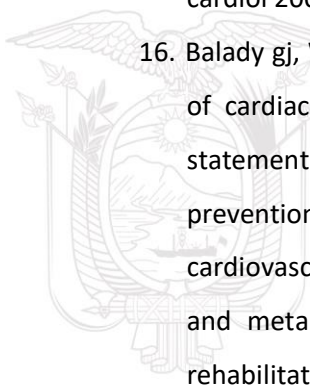 cardiol 200
16. Balady gj,
of cardiac
statement
prevention
cardiovasc
and meta
rehabilitat